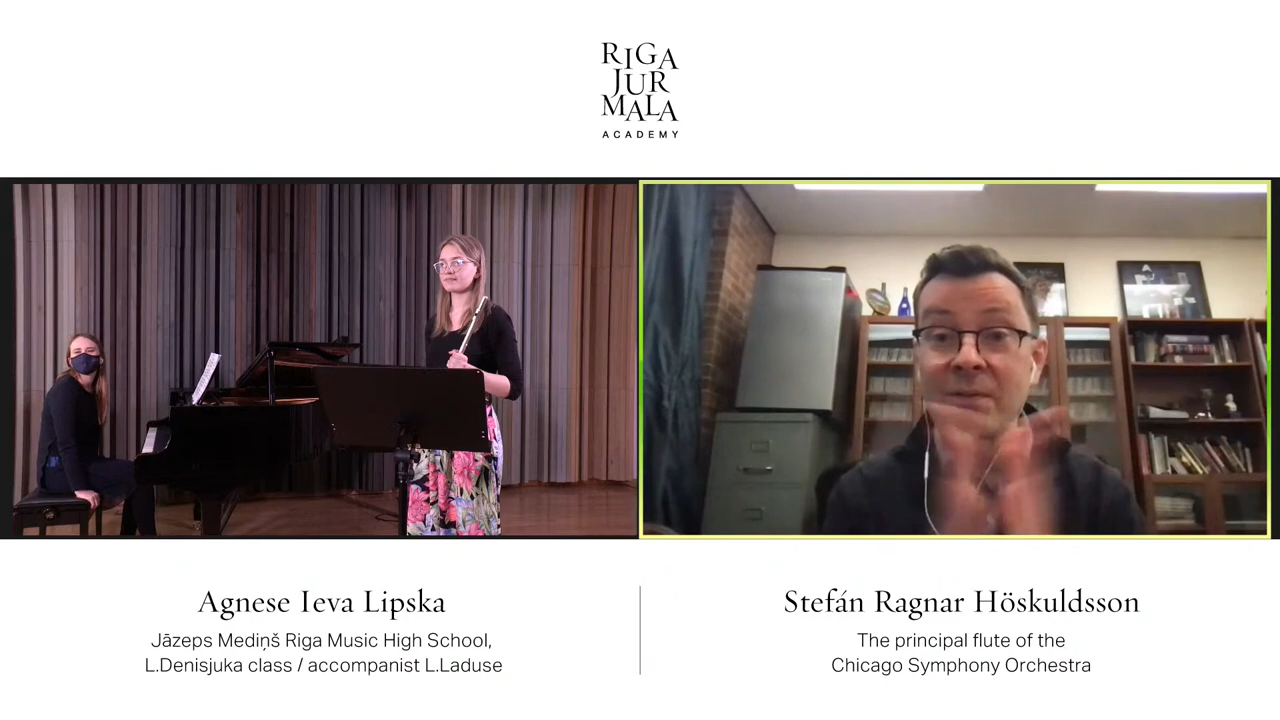 RIGA
JUR
MALA
ACADEMY
Agnese Ieva Lipska
Jāzeps Mediņš Riga Music High School,
L.Denisjuka class / accompanist L.Laduse
Stefán Ragnar Höskuldsson
The principal flute of the
Chicago Symphony Orchestra